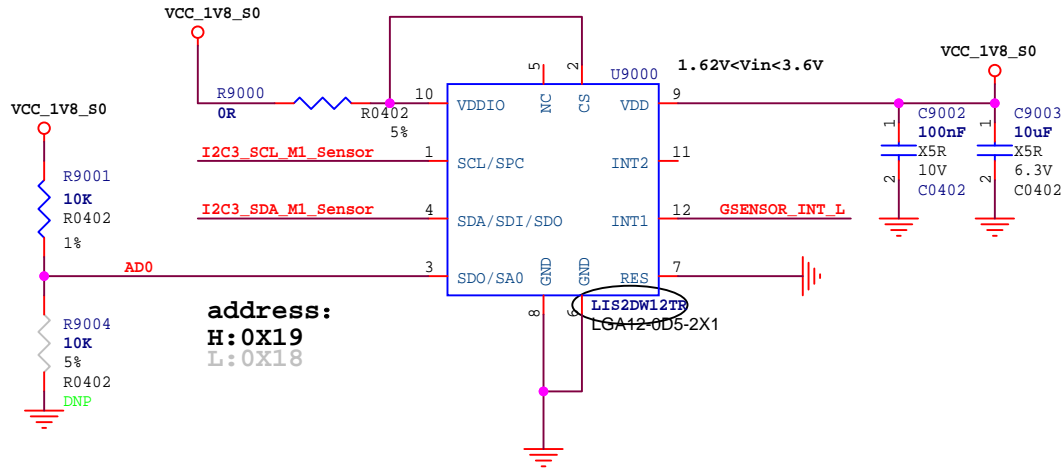 VCC_1V8_S0
VCC_1V8_S0
VCC_1V8_S0
R9000
0R
R0402
5%
10
VDDIO
5
NC
2
CS
U9000
1.62V<Vin<3.6V
VDD
9
C9002
100nF
X5R
10V
C0402
1
2
C9003
10uF
X5R
6.3V
C0402
1
2
R9001
10K
R0402
1%
I2C3_SCL_M1_Sensor
1
SCL/SPC
INT2
11
I2C3_SDA_M1_Sensor
4
SDA/SDI/SDO
INT1
12
GSENSOR_INT_L
AD0
3
SDO/SA0
GND
GND
RES
7
8
6
LIS2DW12TR
LGA12-0D5-2X1
R9004
10K
5%
R0402
DNP
address:
H:0X19
L:0X18